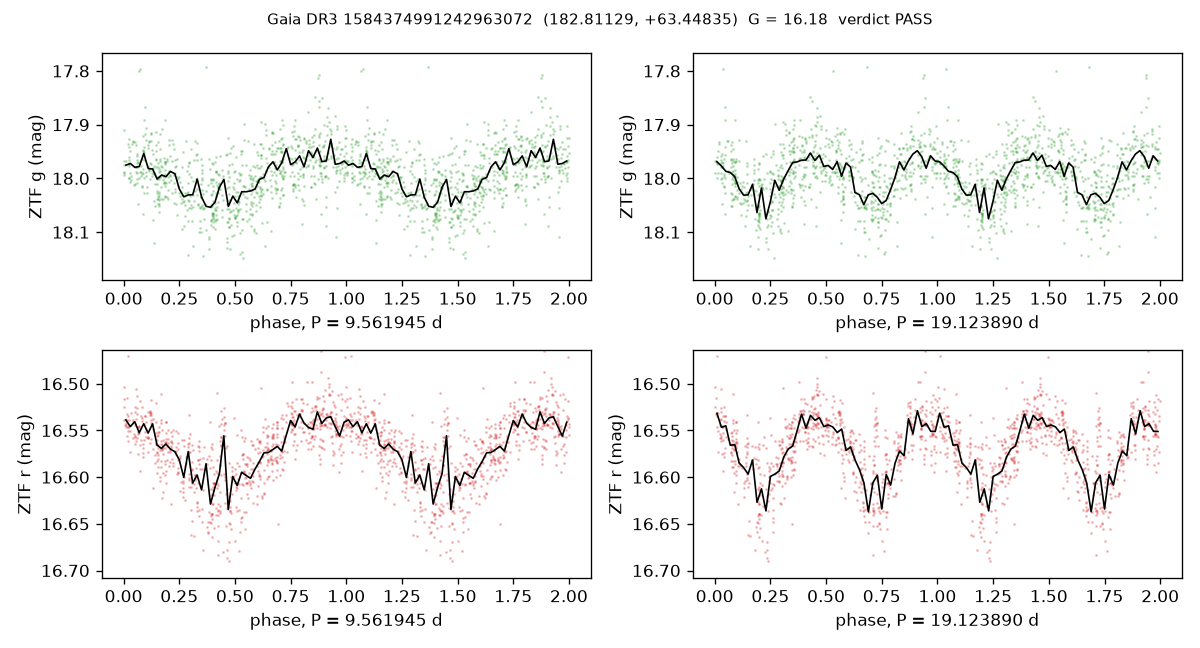 Gaia DR3 1584374991242963072  (182.81129, +63.44835)  G = 16.18  verdict PASS
ZTF g (mag)
17.8
17.9
18.0
18.1
0.00 0.25 0.50 0.75 1.00 1.25 1.50 1.75 2.00
phase, P = 9.561945 d
ZTF g (mag)
17.8
17.9
18.0
18.1
0.00 0.25 0.50 0.75 1.00 1.25 1.50 1.75 2.00
phase, P = 19.123890 d
ZTF r (mag)
16.50
16.55
16.60
16.65
16.70
0.00 0.25 0.50 0.75 1.00 1.25 1.50 1.75 2.00
phase, P = 9.561945 d
ZTF r (mag)
16.50
16.55
16.60
16.65
16.70
0.00 0.25 0.50 0.75 1.00 1.25 1.50 1.75 2.00
phase, P = 19.123890 d